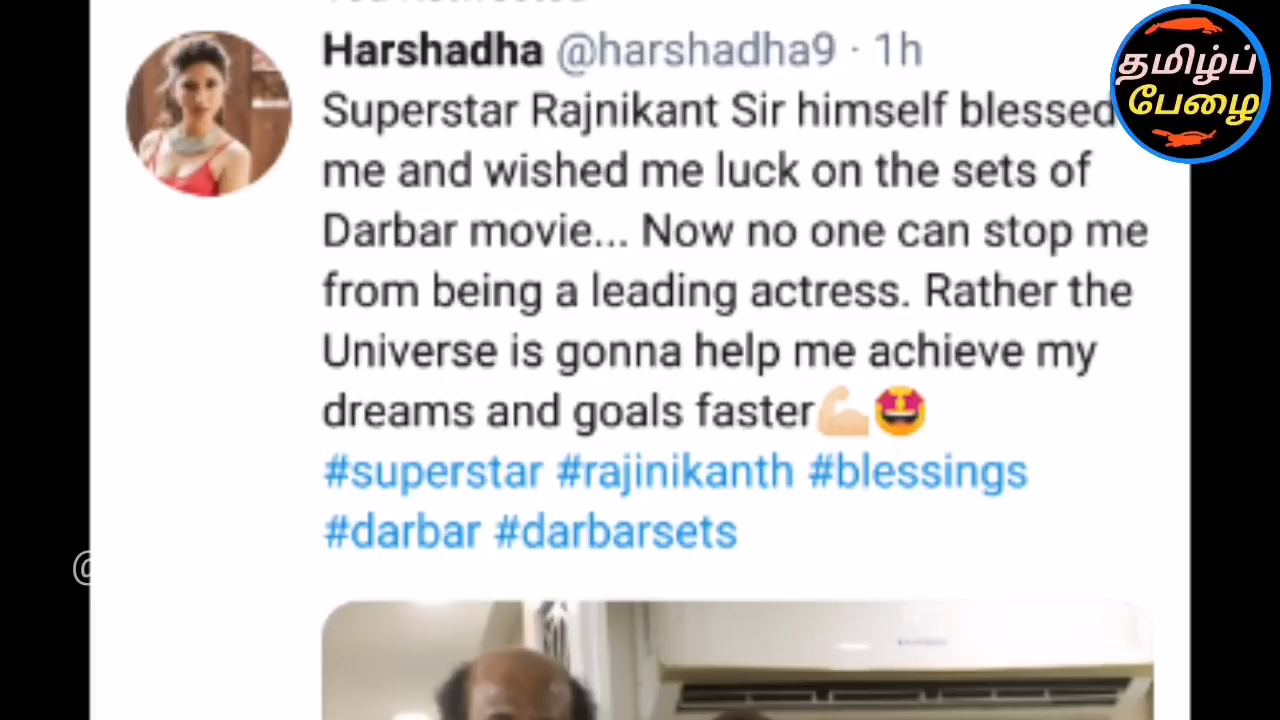 Harshadha @harshadha9 · 1h
Superstar Rajnikant Sir himself blessed
me and wished me luck on the sets of
Darbar movie... Now no one can stop me
from being a leading actress. Rather the
Universe is gonna help me achieve my
dreams and goals faster💪🏻🤩
#superstar #rajinikanth #blessings
#darbar #darbarsets
@
தமிழ்ப்
பேழை